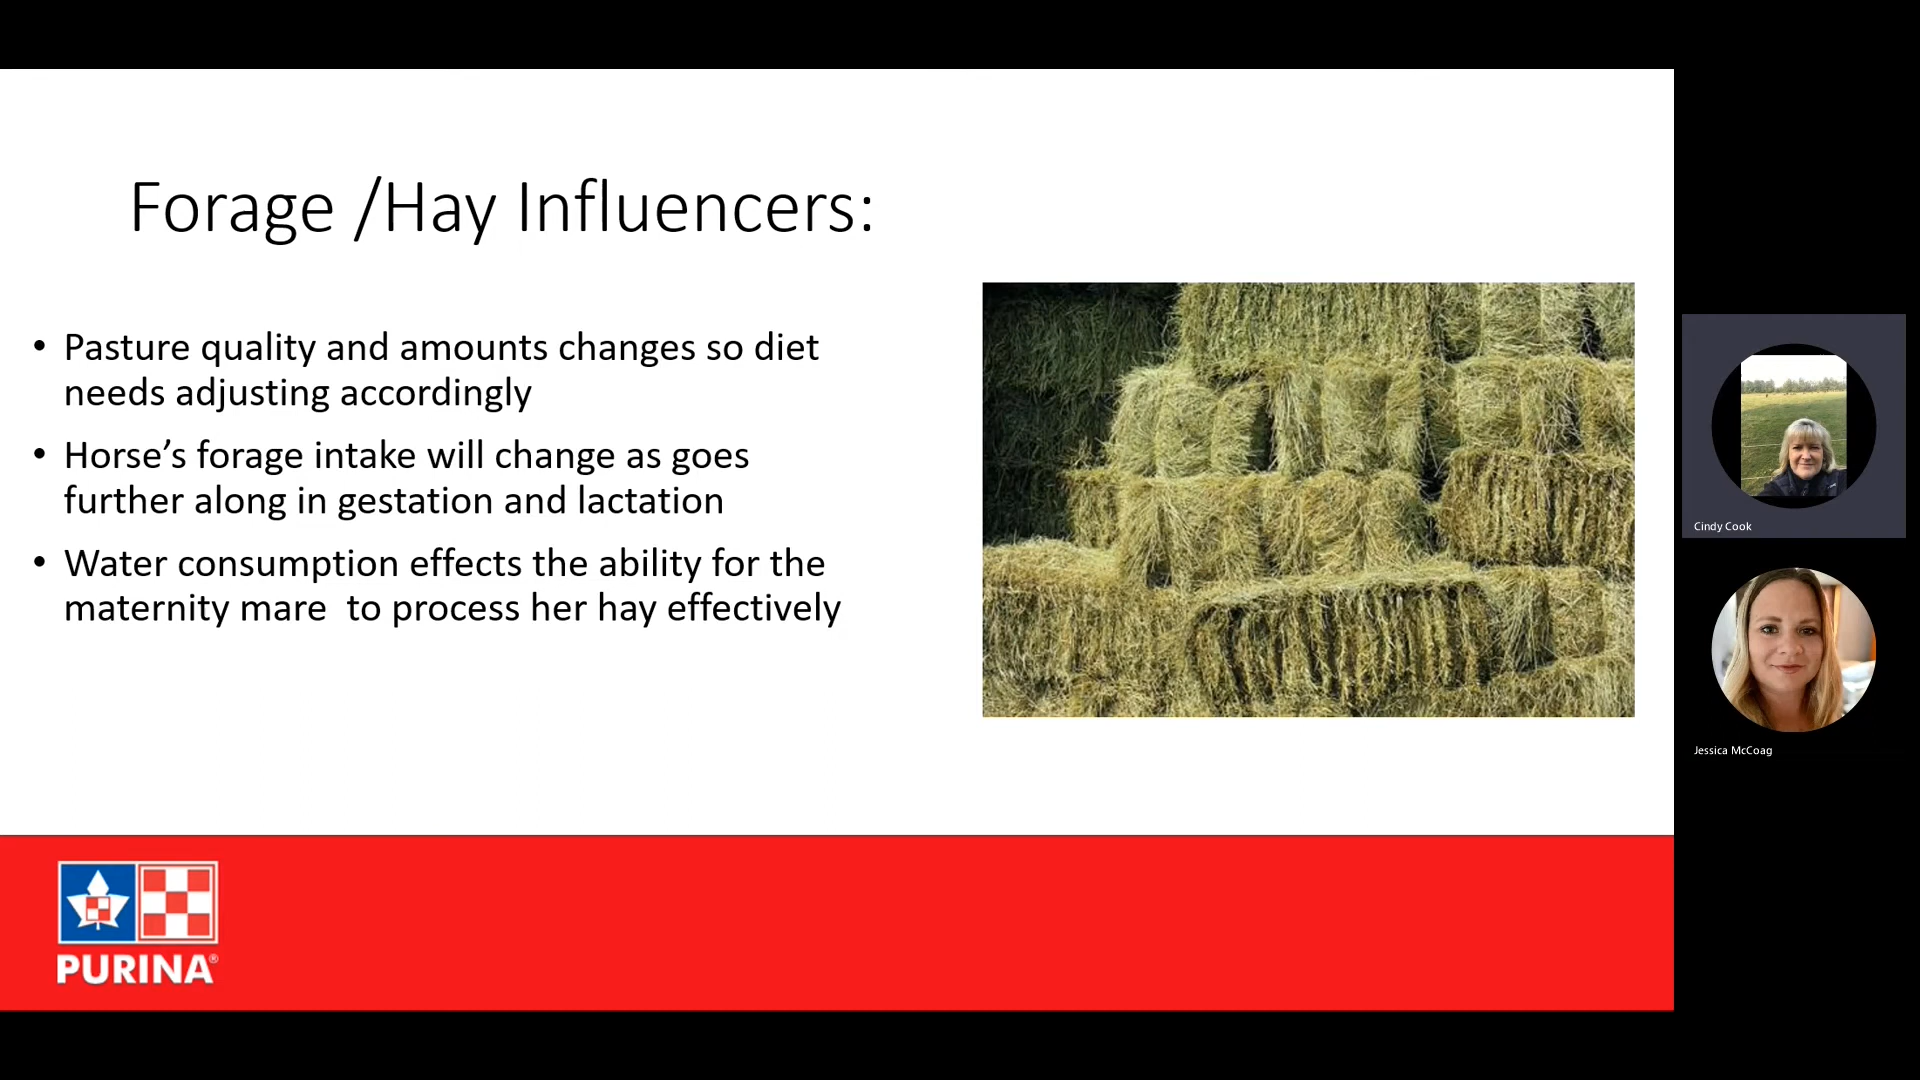 Forage /Hay Influencers:
• Pasture quality and amounts changes so diet
needs adjusting accordingly
• Horse’s forage intake will change as goes
further along in gestation and lactation
• Water consumption effects the ability for the
maternity mare  to process her hay effectively
Cindy Cook
Jessica McCoag
PURINA®